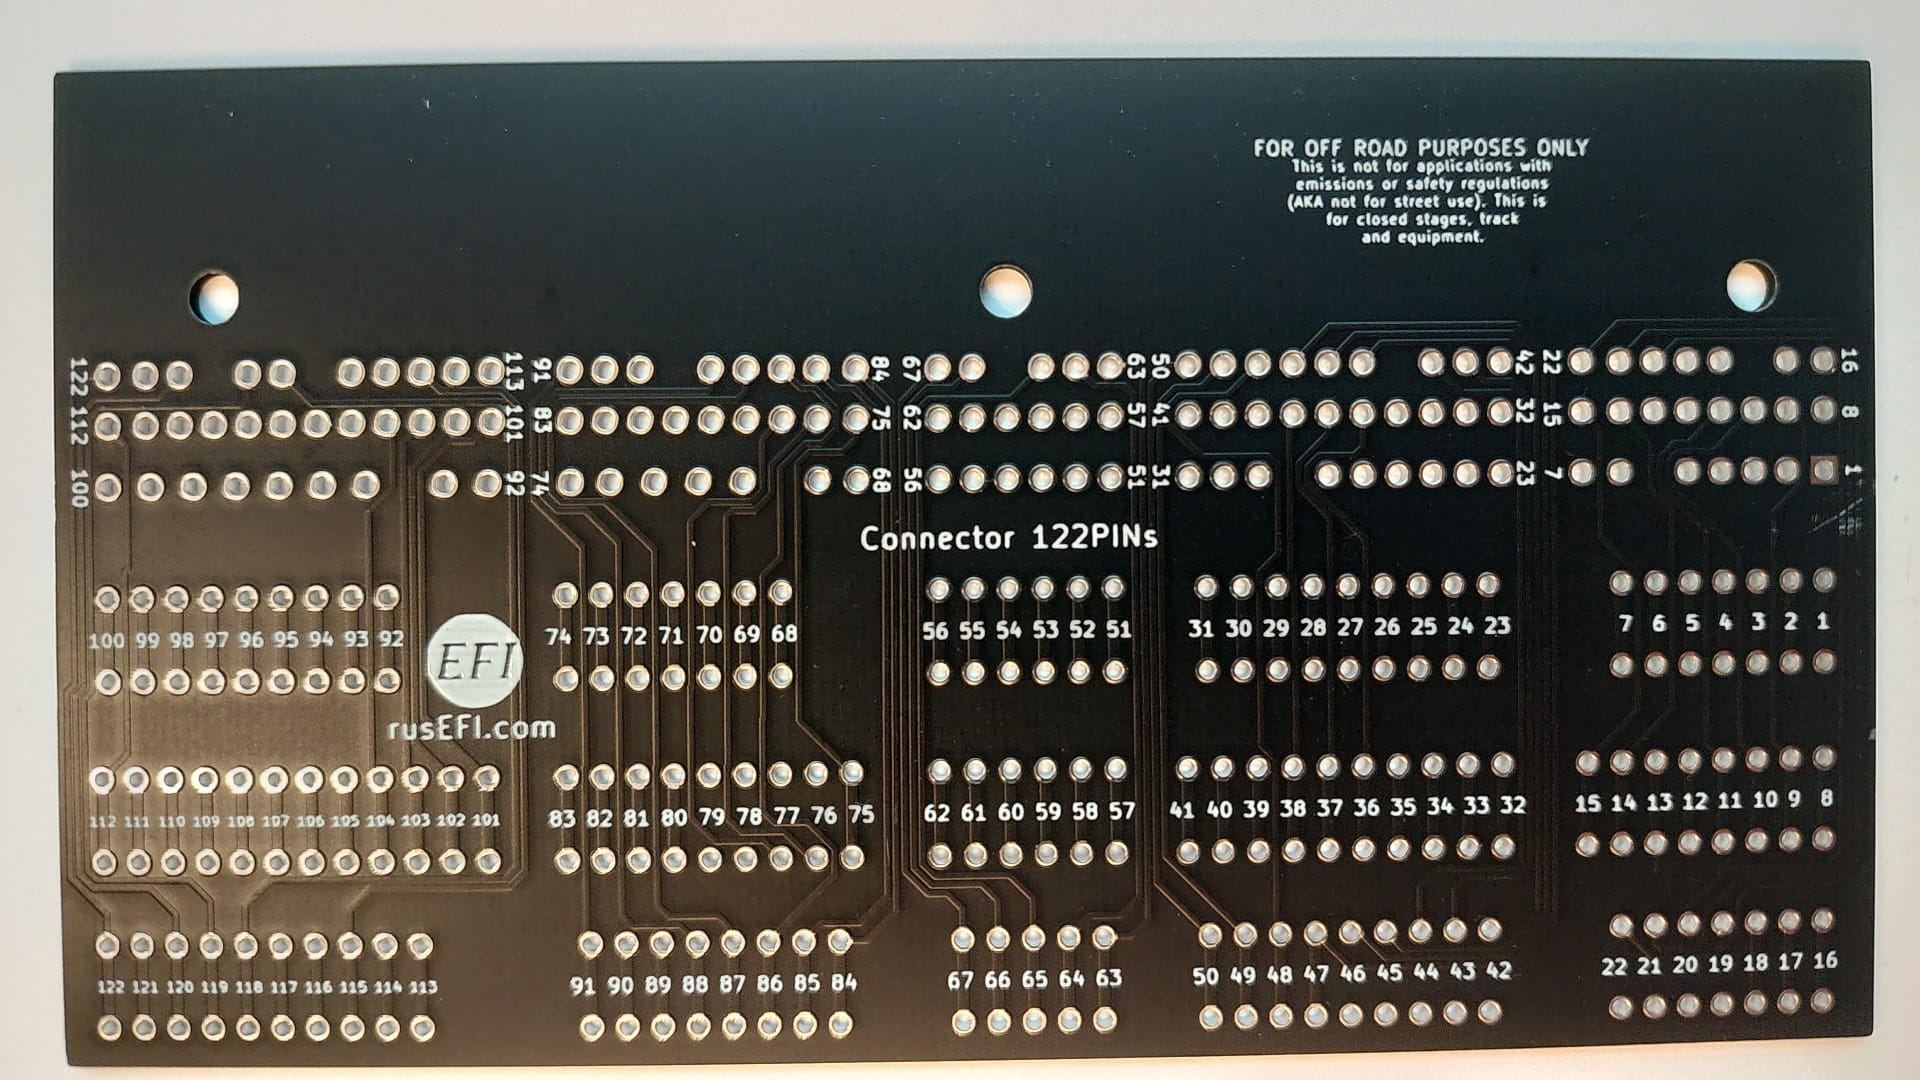 FOR OFF ROAD PURPOSES ONLY
This is not for applications with
emissions or safety regulations
(AKA not for street use). This is
for closed stages, track
and equipment.
122 113 91 84 67 63 50 42 22 16
112 101 83 75 62 57 41 32 15 8
100 92 74 68 56 51 31 23 7 1
Connector 122PINs
100 99 98 97 96 95 94 93 92 74 73 72 71 70 69 68 56 55 54 53 52 51 31 30 29 28 27 26 25 24 23 7 6 5 4 3 2 1
EFI
rusEFI.com
112 111 110 109 108 107 106 105 104 103 102 101 83 82 81 80 79 78 77 76 75 62 61 60 59 58 57 41 40 39 38 37 36 35 34 33 32 15 14 13 12 11 10 9 8
122 121 120 119 118 117 116 115 114 113 91 90 89 88 87 86 85 84 67 66 65 64 63 50 49 48 47 46 45 44 43 42 22 21 20 19 18 17 16